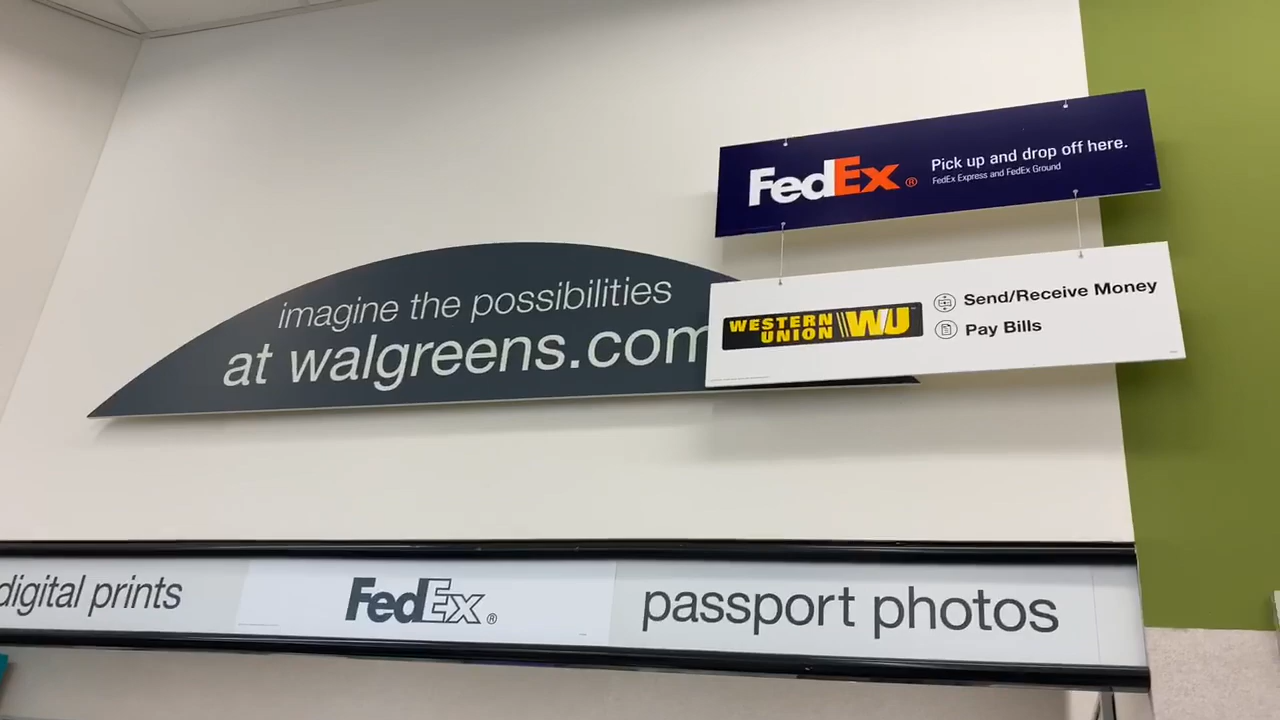 FedEx®
Pick up and drop off here.
FedEx Express and FedEx Ground
imagine the possibilities
at walgreens.com
WESTERN
UNION
WU
Send/Receive Money
Pay Bills
digital prints
FedEx®
passport photos